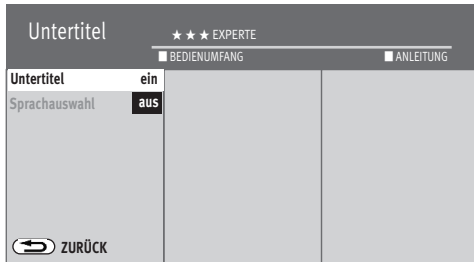 Untertitel
★ ★ ★ EXPERTE
BEDIENUMFANG ANLEITUNG
Untertitel ein
Sprachauswahl aus
ZURÜCK